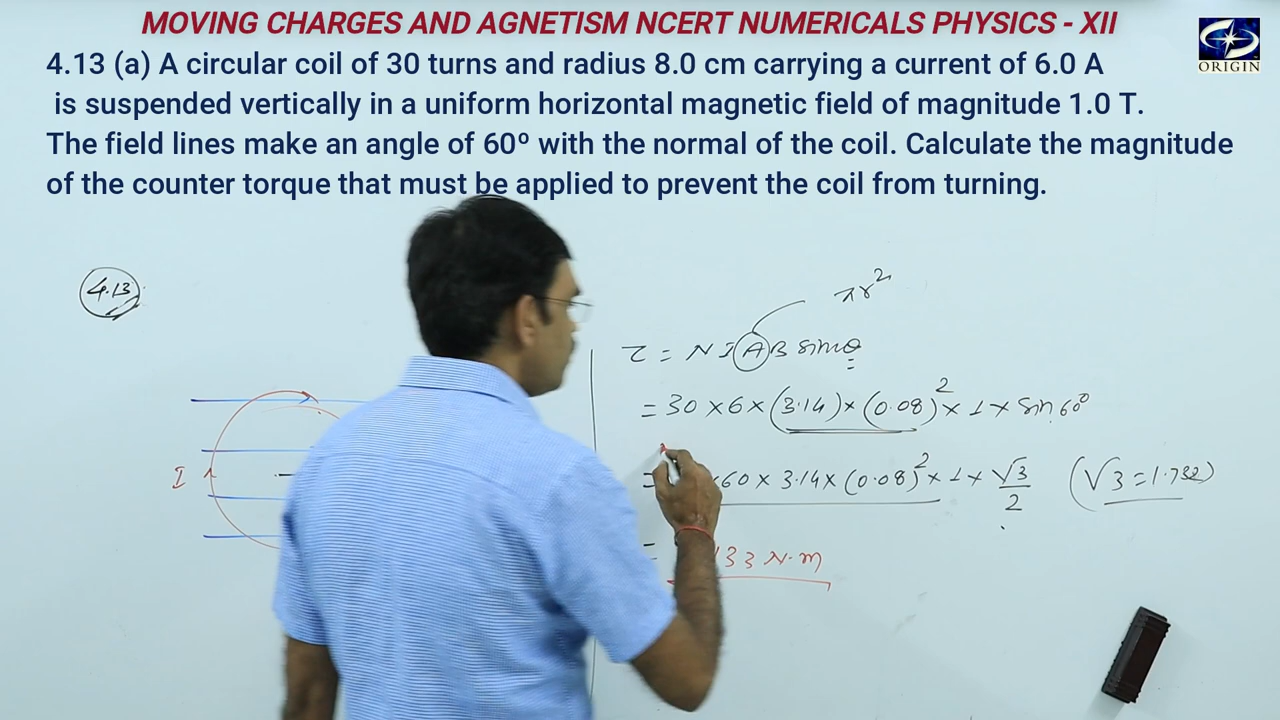 MOVING CHARGES AND AGNETISM NCERT NUMERICALS PHYSICS - XII
ORIGIN
4.13 (a) A circular coil of 30 turns and radius 8.0 cm carrying a current of 6.0 A
is suspended vertically in a uniform horizontal magnetic field of magnitude 1.0 T.
The field lines make an angle of 60º with the normal of the coil. Calculate the magnitude
of the counter torque that must be applied to prevent the coil from turning.
4.13
πr²
τ = N I A B sinθ
= 30 × 6 × (3.14) × (0.08)² × 1 × sin 60°
= ×60 × 3.14 × (0.08)² × 1 × √3/2 (√3 = 1.732)
I
= 33 N.m